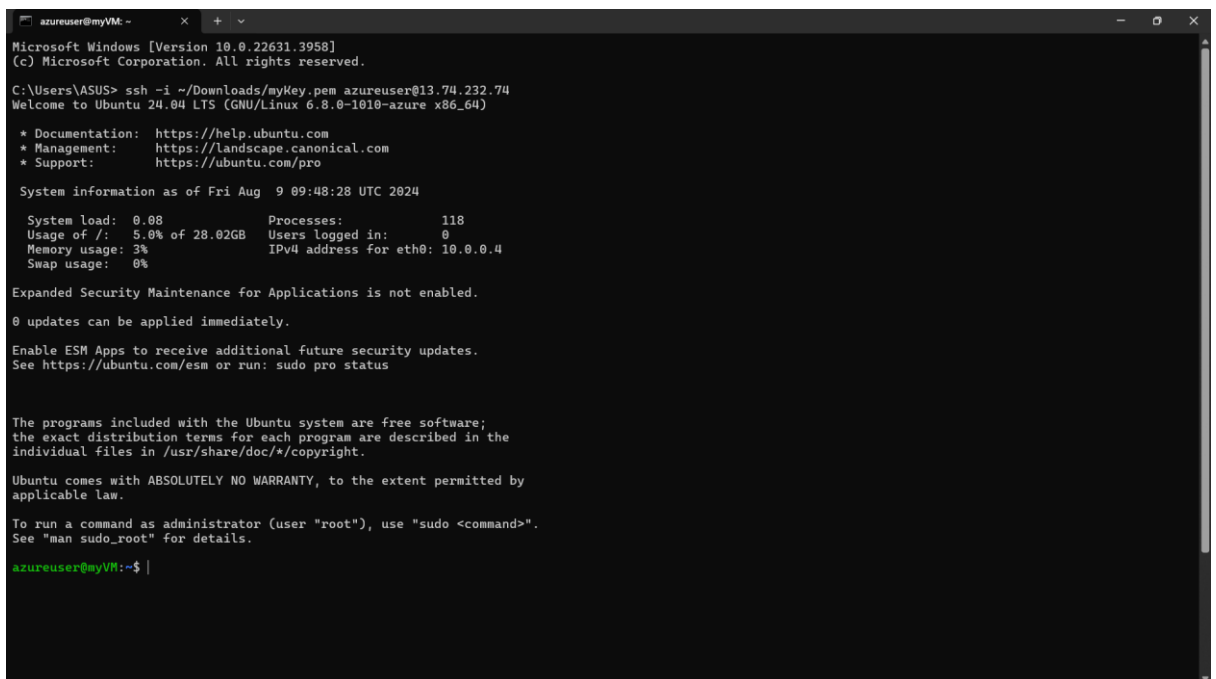 azureuser@myVM: ~
Microsoft Windows [Version 10.0.22631.3958]
(c) Microsoft Corporation. All rights reserved.
C:\Users\ASUS> ssh -i ~/Downloads/myKey.pem azureuser@13.74.232.74
Welcome to Ubuntu 24.04 LTS (GNU/Linux 6.8.0-1010-azure x86_64)
* Documentation:  https://help.ubuntu.com
* Management:     https://landscape.canonical.com
* Support:        https://ubuntu.com/pro
System information as of Fri Aug  9 09:48:28 UTC 2024
System load:  0.08              Processes:             118
Usage of /:   5.0% of 28.02GB   Users logged in:       0
Memory usage: 3%                IPv4 address for eth0: 10.0.0.4
Swap usage:   0%
Expanded Security Maintenance for Applications is not enabled.
0 updates can be applied immediately.
Enable ESM Apps to receive additional future security updates.
See https://ubuntu.com/esm or run: sudo pro status
The programs included with the Ubuntu system are free software;
the exact distribution terms for each program are described in the
individual files in /usr/share/doc/*/copyright.
Ubuntu comes with ABSOLUTELY NO WARRANTY, to the extent permitted by
applicable law.
To run a command as administrator (user "root"), use "sudo <command>".
See "man sudo_root" for details.
azureuser@myVM:~$